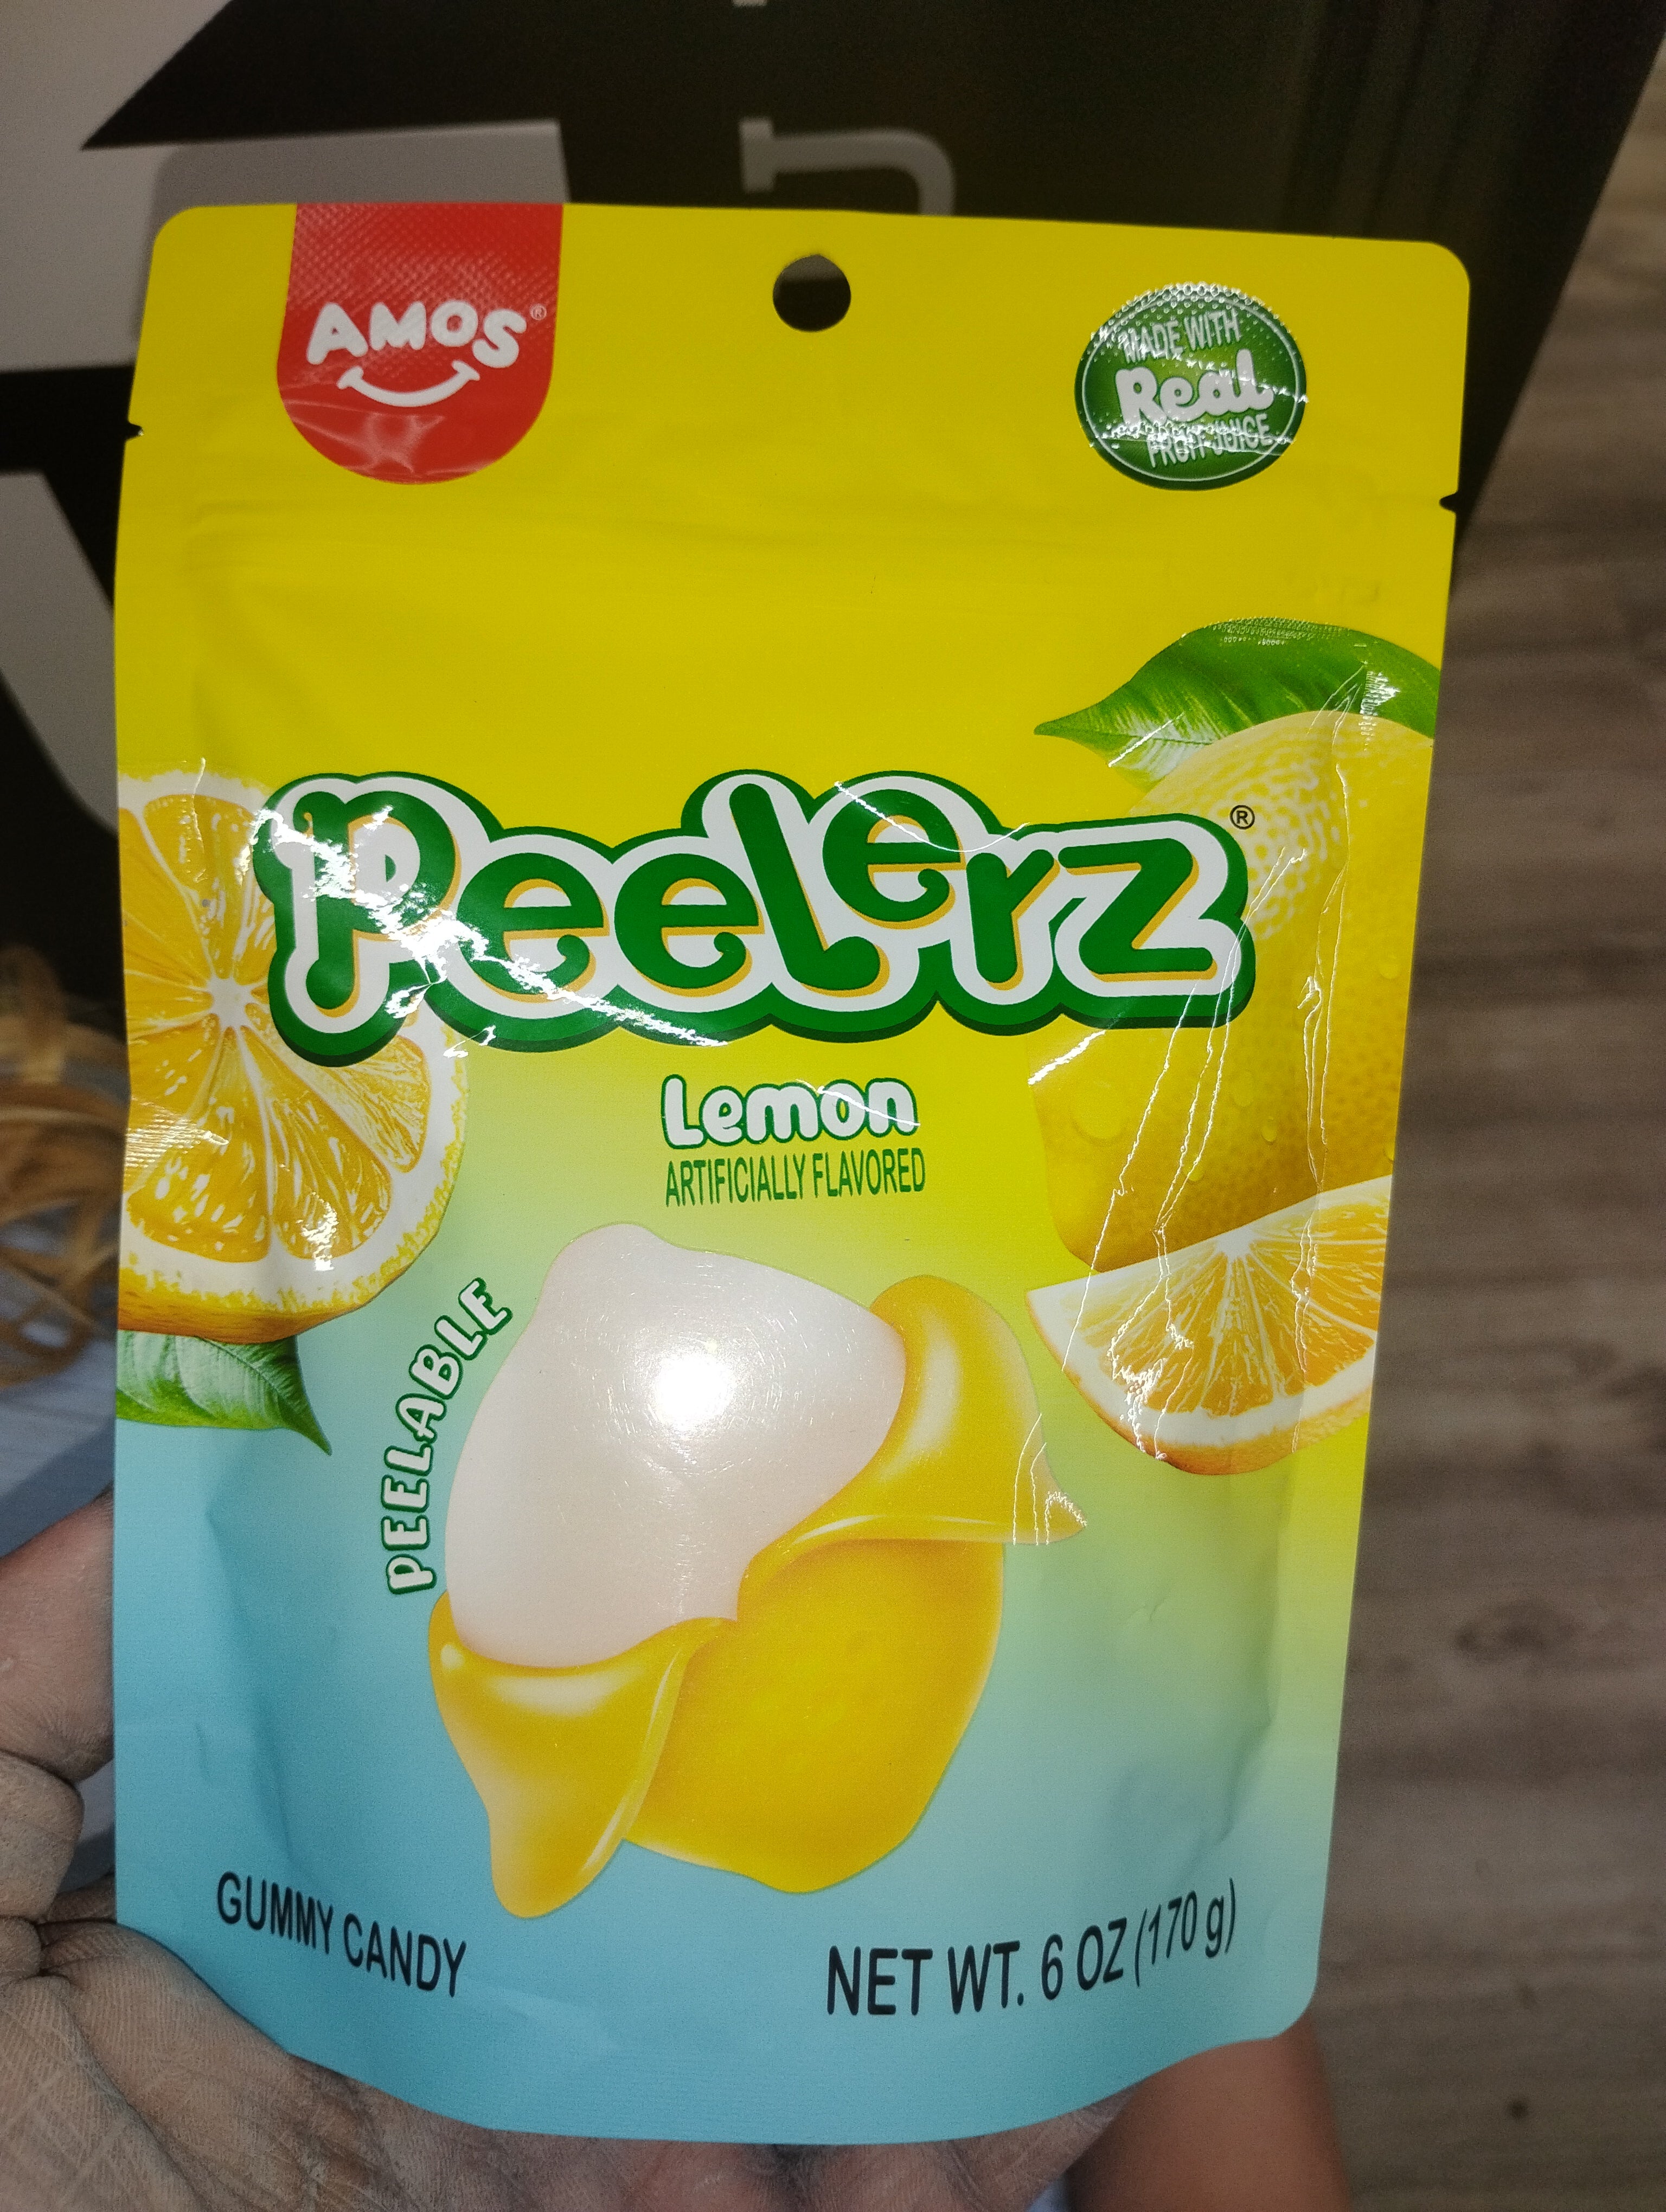 AMOS®
MADE WITH
Real
FRUIT JUICE
Peelerz®
Lemon
ARTIFICIALLY FLAVORED
PEELABLE
GUMMY CANDY
NET WT. 6 OZ (170 g)